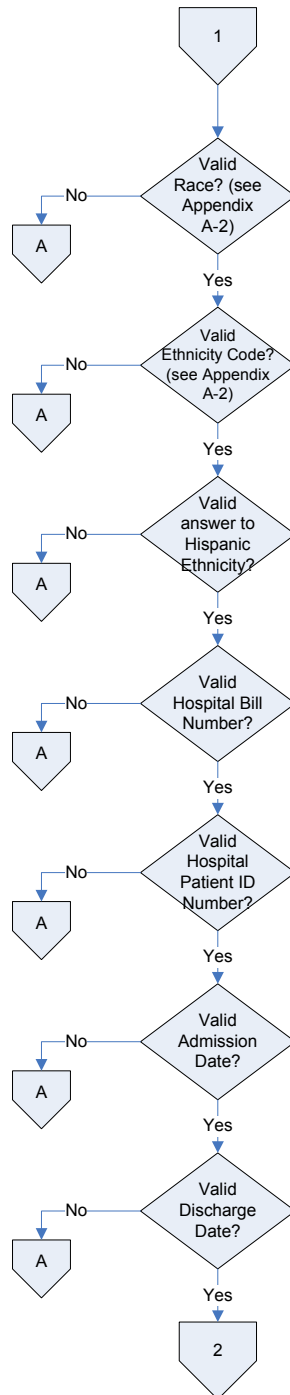 1
Valid
Race? (see
Appendix
A-2)
No
A
Yes
Valid
Ethnicity Code?
(see Appendix
A-2)
No
A
Yes
Valid
answer to
Hispanic
Ethnicity?
No
A
Yes
Valid
Hospital Bill
Number?
No
A
Yes
Valid
Hospital
Patient ID
Number?
No
A
Yes
Valid
Admission
Date?
No
A
Yes
Valid
Discharge
Date?
No
A
Yes
2